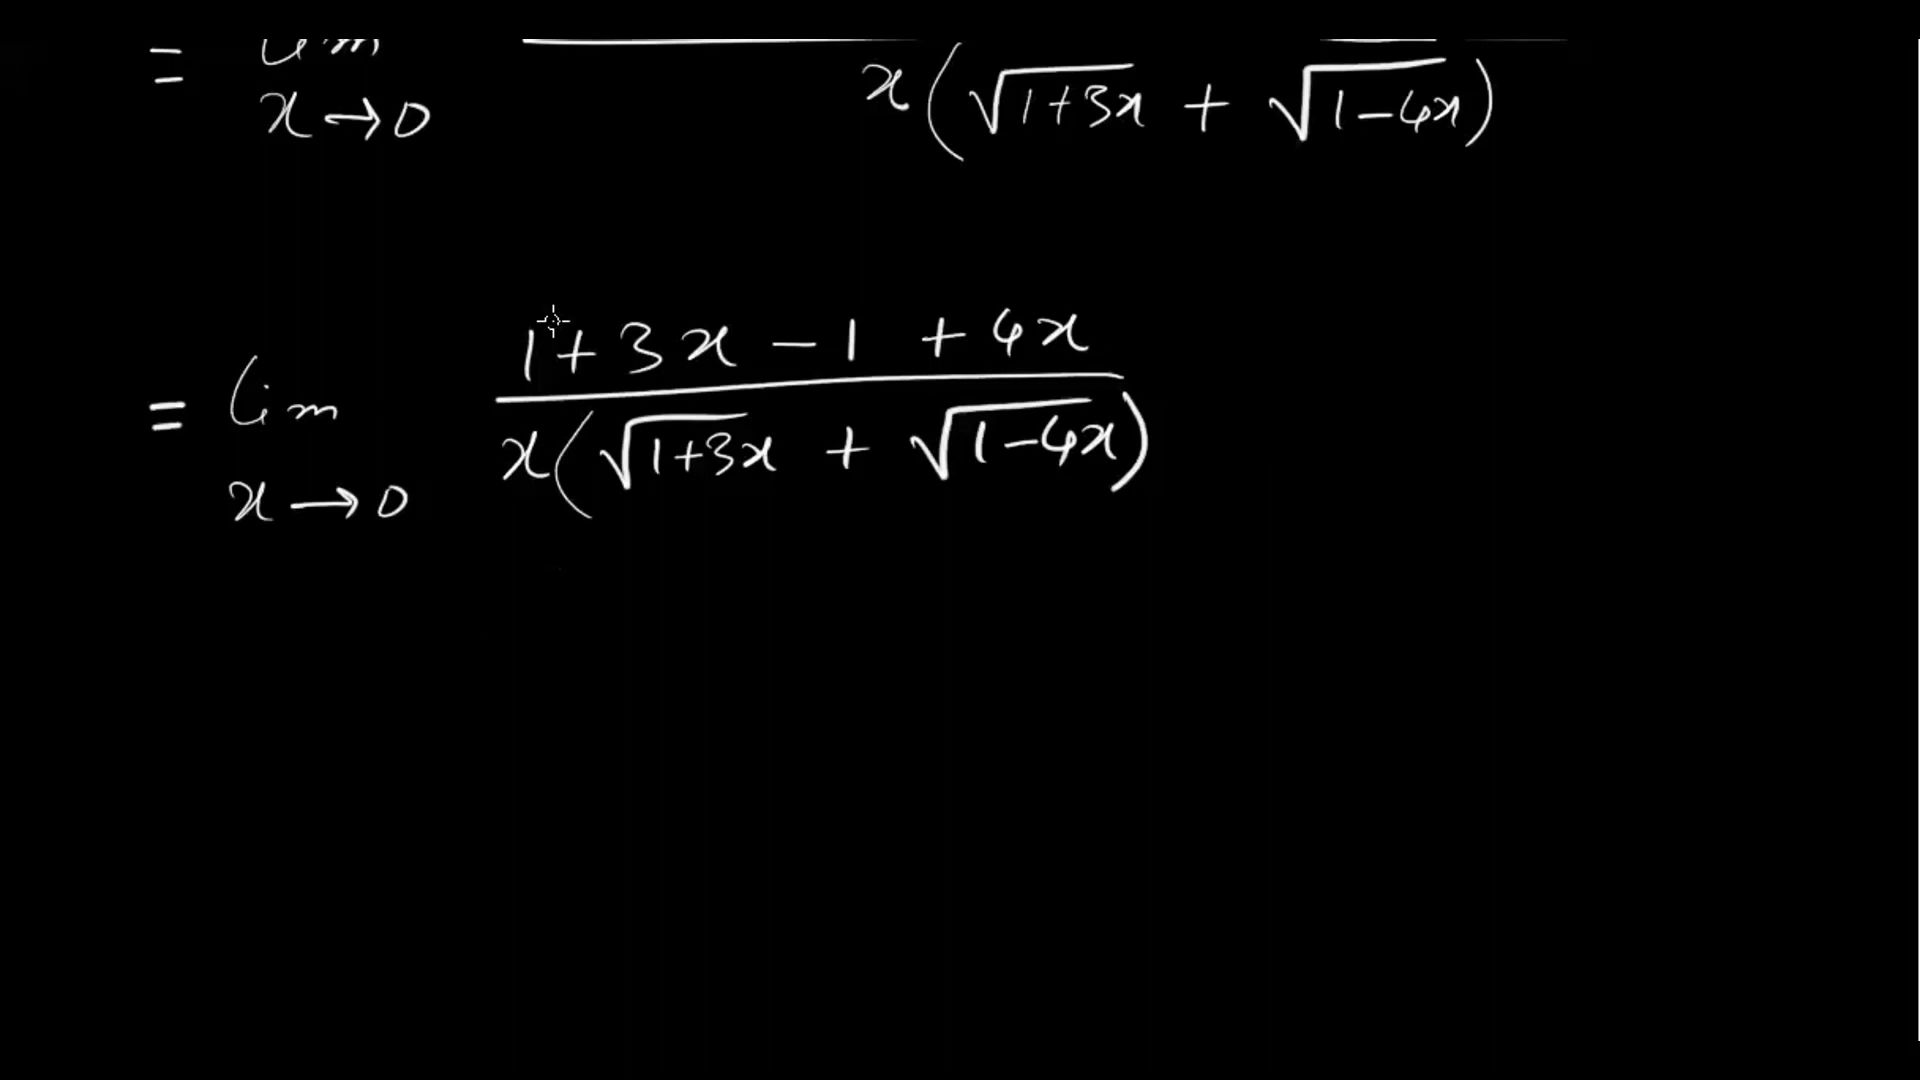 = lim
x→0 x(√1+3x + √1-4x)
1+3x-1+4x
= lim
x(√1+3x + √1-4x)
x→0